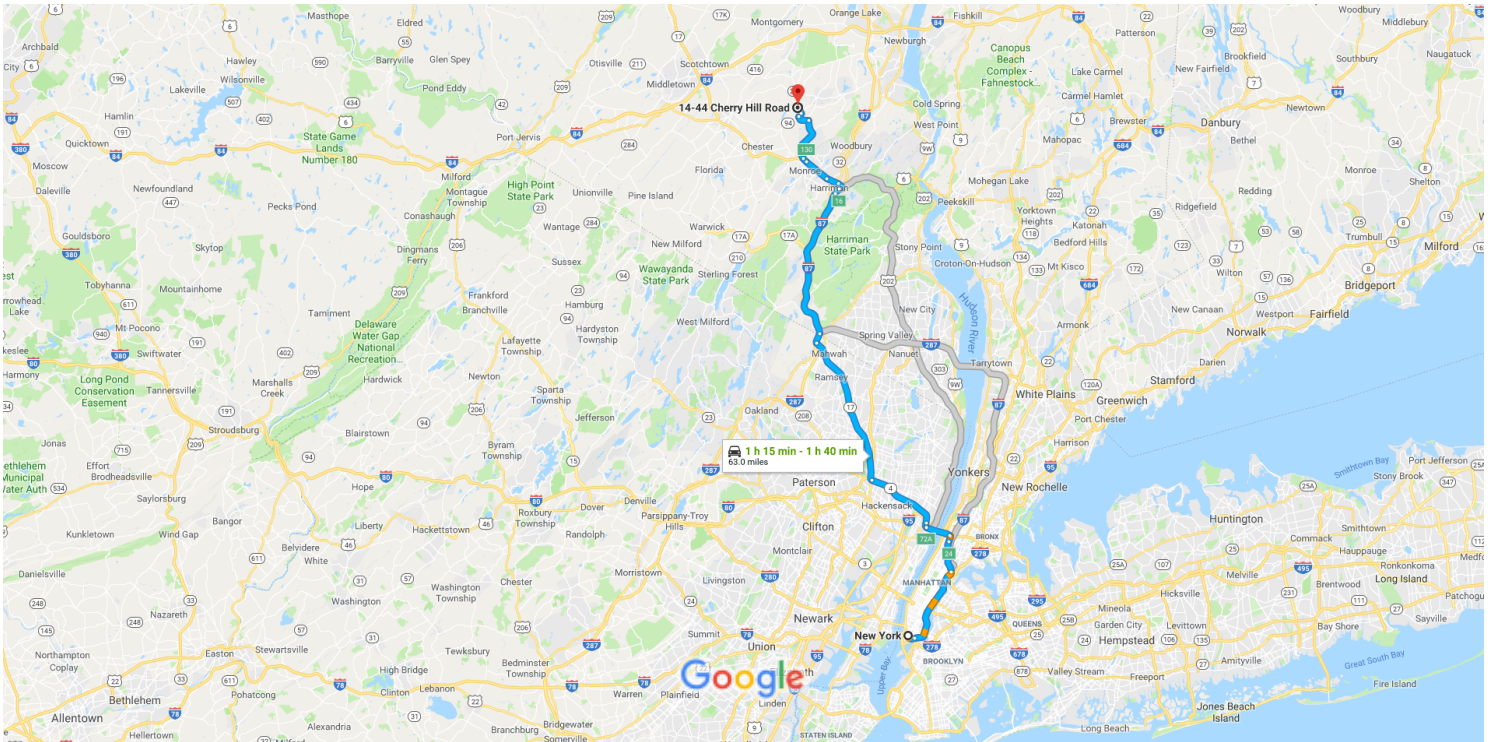 Masthope
Eldred
Montgomery
Orange Lake
Fishkill
Patterson
Woodbury
Middlebury
Archbald
Hawley
Barryville
Glen Spey
Otisville
Scotchtown
Newburgh
Canopus
Beach
Complex -
Fahnestock...
Brookfield
Southbury
Naugatuck
Lakeville
Wilsonville
Pond Eddy
Middletown
14-44 Cherry Hill Road
Lake Carmel
Carmel Hamlet
New Fairfield
Newtown
Hamlin
State Game
Lands
Number 180
Port Jervis
Cold Spring
West Point
Brewster
Danbury
Quicktown
Chester
Woodbury
Mahopac
Bethel
Moscow
Milford
Florida
Monroe
Monroe
Shelton
Daleville
Newfoundland
Montague
Township
High Point
State Park
Unionville
Pine Island
Harriman
Mohegan Lake
Peekskill
Redding
Pecks Pond
Conashaugh
Wantage
Warwick
Yorktown
Heights
Katonah
Ridgefield
Trumbull
Gouldsboro
Skytop
Dingmans
Ferry
New Milford
Harriman
State Park
Stony Point
Bedford Hills
Milford
Sussex
Wawayanda
State Park
Sterling Forest
Croton-On-Hudson
Mt Kisco
Wilton
Tobyhanna
Mountainhome
Frankford
Branchville
Hamburg
Hudson River
Bridgeport
Tamiment
Hardyston
Township
West Milford
New City
New Canaan
Westport
Fairfield
Mt Pocono
Delaware
Water Gap
National
Recreation...
Lafayette
Township
Spring Valley
Armonk
Norwalk
Swiftwater
Mahwah
Nanuet
Tarrytown
Darien
Harmony
Long Pond
Conservation
Easement
Tannersville
Marshalls
Creek
Hardwick
Newton
Sparta
Township
Ramsey
White Plains
Stamford
Greenwich
Stroudsburg
Jefferson
Oakland
Port Chester
Jonas
Blairstown
Byram
Township
1 h 15 min - 1 h 40 min
63.0 miles
Harrison
Smithtown Bay
Port Jefferson
Effort
Brodheadsville
Hope
Paterson
Yonkers
New Rochelle
Stony Brook
Saylorsburg
Denville
Hackensack
Bangor
Roxbury
Township
Dover
Parsippany-Troy
Hills
Clifton
Huntington
Kunkletown
Wind Gap
Liberty
Hackettstown
Randolph
BRONX
Smithtown
Commack
Hauppauge
Belvidere
White
Montclair
Ronkonkoma
Danielsville
Chester
Morristown
Livingston
MANHATTAN
Melville
Brentwood
Long Island
Washington
Washington
Township
Hicksville
Nazareth
Newark
Mineola
Garden City
Levittown
Bay Shore
Sayville
Stewartsville
Summit
Union
New York
QUEENS
Hempstead
Northampton
Coplay
Easton
Tewksbury
BROOKLYN
Amityville
Great South Bay
High Bridge
Bedminster
Township
Upper Bay
Valley Stream
Freeport
Fire Island
Bethlehem
Pohatcong
Clinton
Lebanon
Warren
Plainfield
Google
Linden
Jones Beach
Island
Allentown
Alexandria
Bridgewater
Branchburg
Somerville
Long Beach
Hellertown
STATEN ISLAND